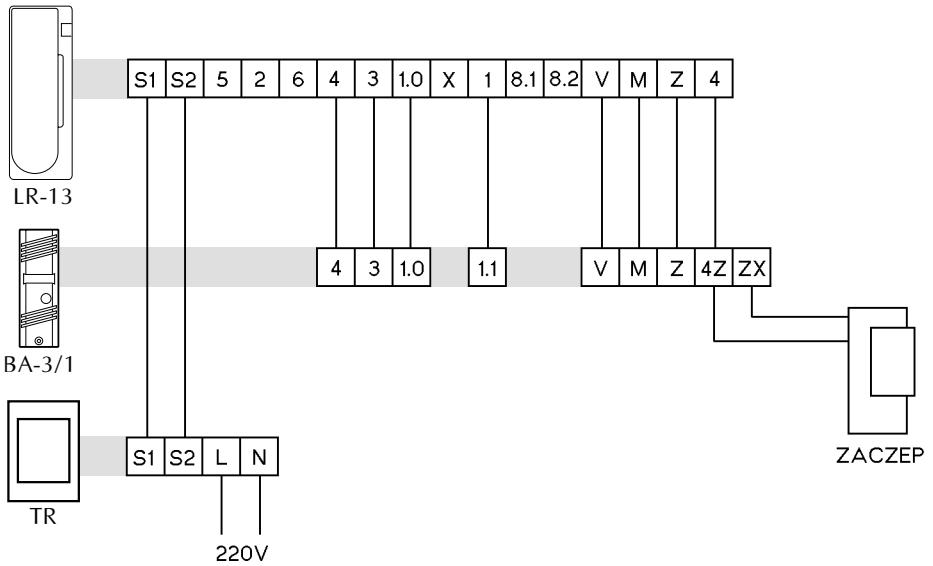 S1 S2 5 2 6 4 3 1.0 X 1 8.1 8.2 V M Z 4
LR-13
4 3 1.0 1.1 V M Z 4Z ZX
BA-3/1
S1 S2 L N
ZACZEP
TR
220V